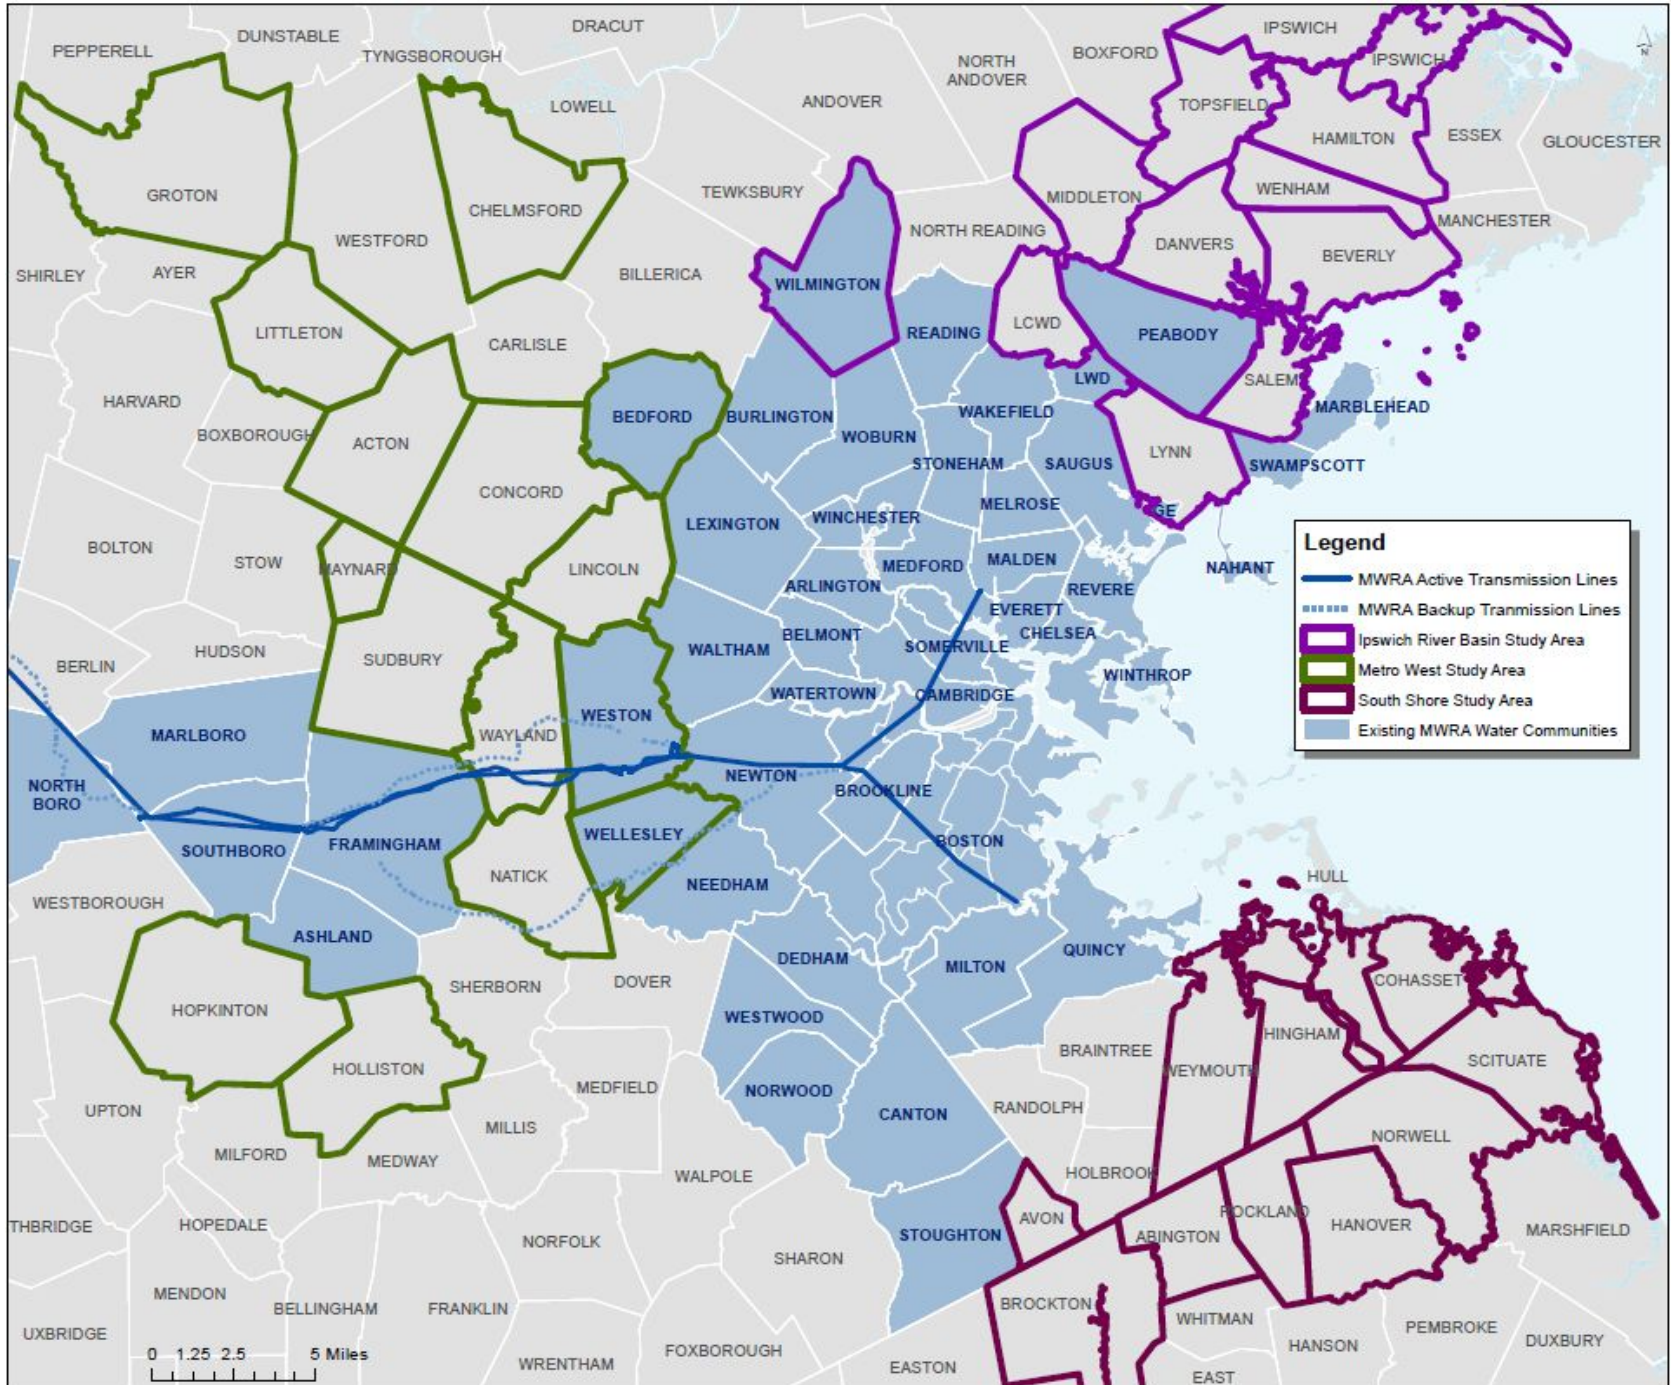 DUNSTABLE
DRACUT
IPSWICH
PEPPERELL
TYNGSBOROUGH
NORTH
ANDOVER
BOXFORD
IPSWICH
N
LOWELL
ANDOVER
TOPSFIELD
HAMILTON
ESSEX
GLOUCESTER
GROTON
CHELMSFORD
TEWKSBURY
MIDDLETON
WENHAM
WESTFORD
NORTH READING
DANVERS
MANCHESTER
BEVERLY
SHIRLEY
AYER
BILLERICA
WILMINGTON
LITTLETON
CARLISLE
READING
LCWD
PEABODY
HARVARD
BEDFORD
BURLINGTON
LWD
SALEM
MARBLEHEAD
BOXBOROUGH
ACTON
WOBURN
WAKEFIELD
STONEHAM
SAUGUS
LYNN
SWAMPSCOTT
CONCORD
LEXINGTON
WINCHESTER
MELROSE
GE
BOLTON
STOW
MAYNARD
LINCOLN
ARLINGTON
MEDFORD
MALDEN
REVERE
NAHANT
Legend
MWRA Active Transmission Lines
MWRA Backup Tranmission Lines
Ipswich River Basin Study Area
Metro West Study Area
South Shore Study Area
Existing MWRA Water Communities
BERLIN
HUDSON
SUDBURY
WALTHAM
BELMONT
SOMERVILLE
EVERETT
CHELSEA
WINTHROP
WATERTOWN
CAMBRIDGE
MARLBORO
WAYLAND
WESTON
NORTH
BORO
NEWTON
BROOKLINE
SOUTHBORO
FRAMINGHAM
WELLESLEY
BOSTON
NATICK
NEEDHAM
HULL
WESTBOROUGH
ASHLAND
DEDHAM
MILTON
QUINCY
HOPKINTON
SHERBORN
DOVER
COHASSET
WESTWOOD
HINGHAM
HOLLISTON
MEDFIELD
NORWOOD
BRAINTREE
WEYMOUTH
SCITUATE
UPTON
MILLIS
CANTON
RANDOLPH
NORWELL
MILFORD
MEDWAY
WALPOLE
HOLBROOK
THBRIDGE
HOPEDALE
NORFOLK
SHARON
STOUGHTON
AVON
ABINGTON
ROCKLAND
HANOVER
MARSHFIELD
MENDON
BELLINGHAM
FRANKLIN
BROCKTON
WHITMAN
UXBRIDGE
WRENTHAM
FOXBOROUGH
EASTON
EAST
HANSON
PEMBROKE
DUXBURY
0 1.25 2.5 5 Miles